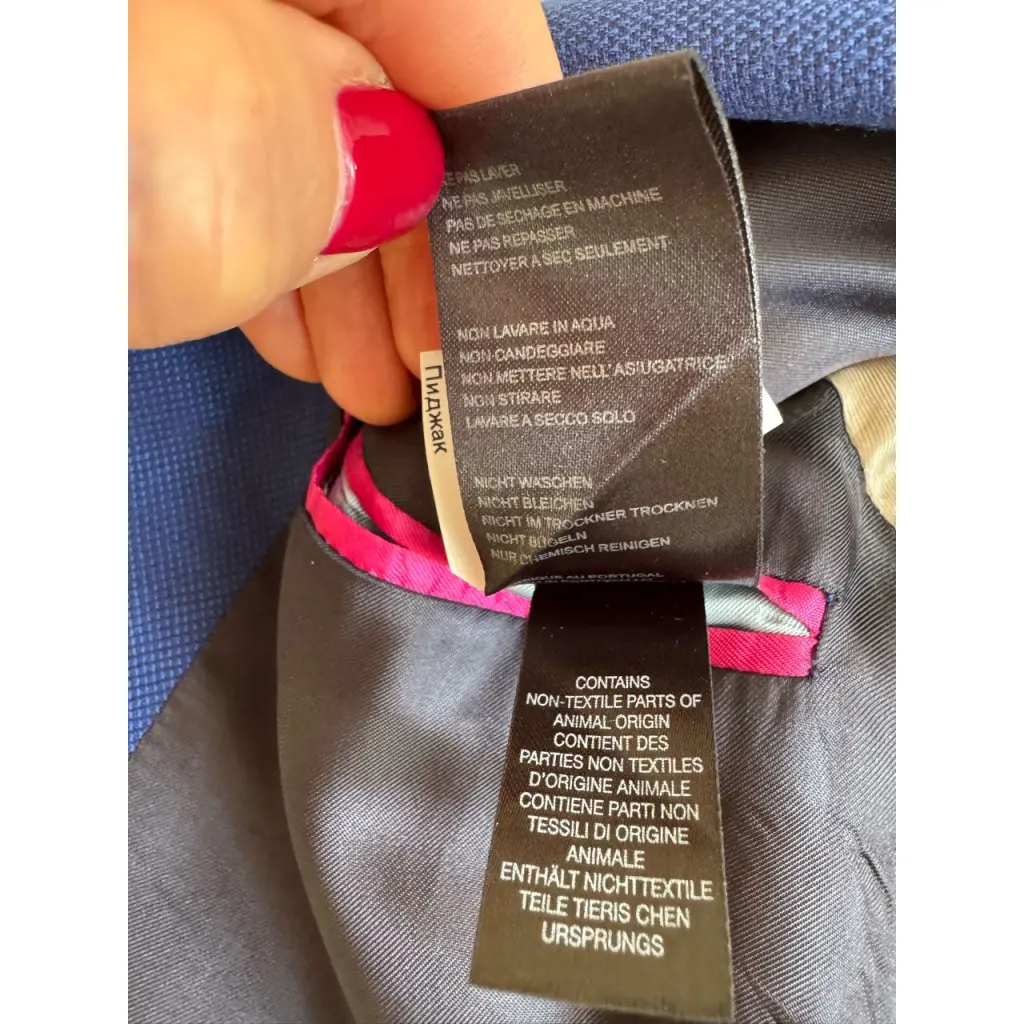 NE PAS LAVER
NE PAS JAVELLISER
PAS DE SECHAGE EN MACHINE
NE PAS REPASSER
NETTOYER A SEC SEULEMENT
NON LAVARE IN AQUA
NON CANDEGGIARE
NON METTERE NELL' ASIUGATRICE
NON STIRARE
LAVARE A SECCO SOLO
NICHT WASCHEN
NICHT BLEICHEN
NICHT IM TROCKNER TROCKNEN
NICHT BÜGELN
NUR CHEMISCH REINIGEN
AU PORTUGAL
Пиджак
CONTAINS
NON-TEXTILE PARTS OF
ANIMAL ORIGIN
CONTIENT DES
PARTIES NON TEXTILES
D'ORIGINE ANIMALE
CONTIENE PARTI NON
TESSILI DI ORIGINE
ANIMALE
ENTHÄLT NICHTTEXTILE
TEILE TIERIS CHEN
URSPRUNGS